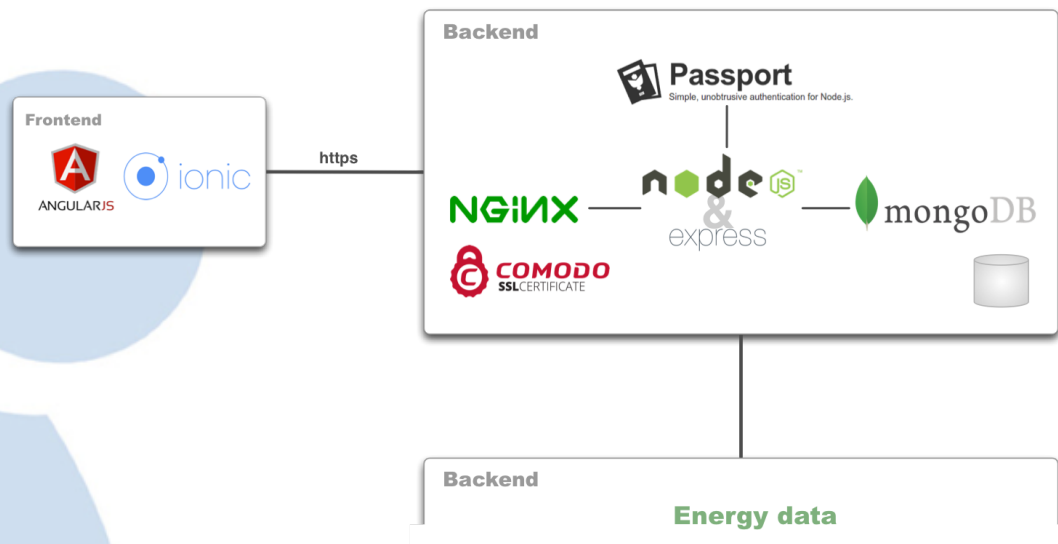 Backend
Passport
Simple, unobtrusive authentication for Node.js.
Frontend
ANGULARJS
ionic
https
node JS™
&
express
NGINX
mongoDB
COMODO
SSLCERTIFICATE
Backend
Energy data